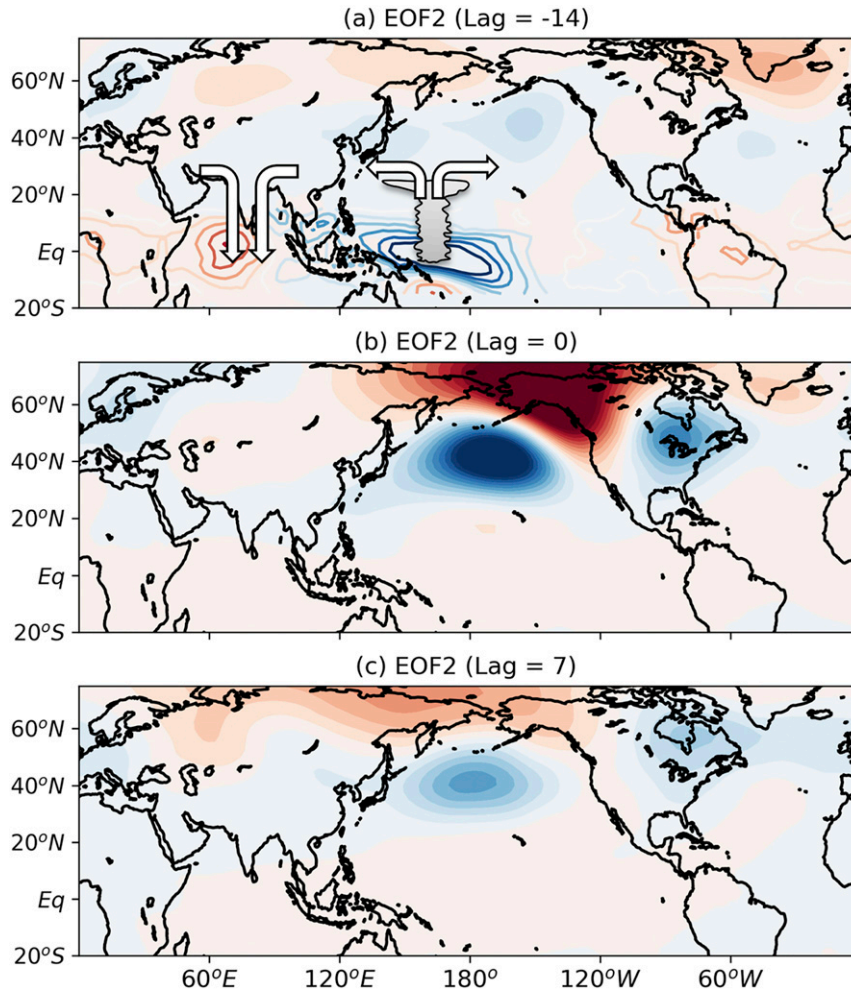 (a) EOF2 (Lag = -14)
60°N
40°N
20°N
Eq
20°S
(b) EOF2 (Lag = 0)
60°N
40°N
20°N
Eq
20°S
(c) EOF2 (Lag = 7)
60°N
40°N
20°N
Eq
20°S
60°E 120°E 180° 120°W 60°W